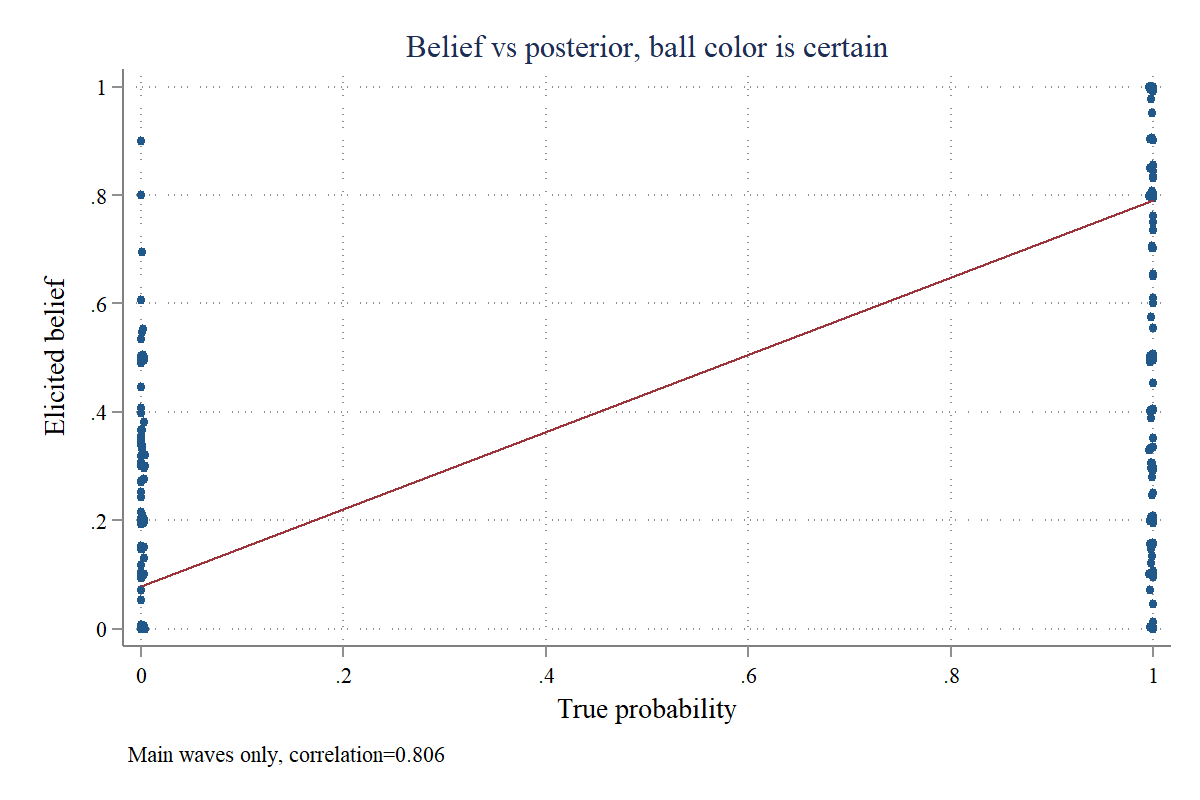 Belief vs posterior, ball color is certain
1
.8
.6
.4
.2
0
Elicited belief
0 .2 .4 .6 .8 1
True probability
Main waves only, correlation=0.806